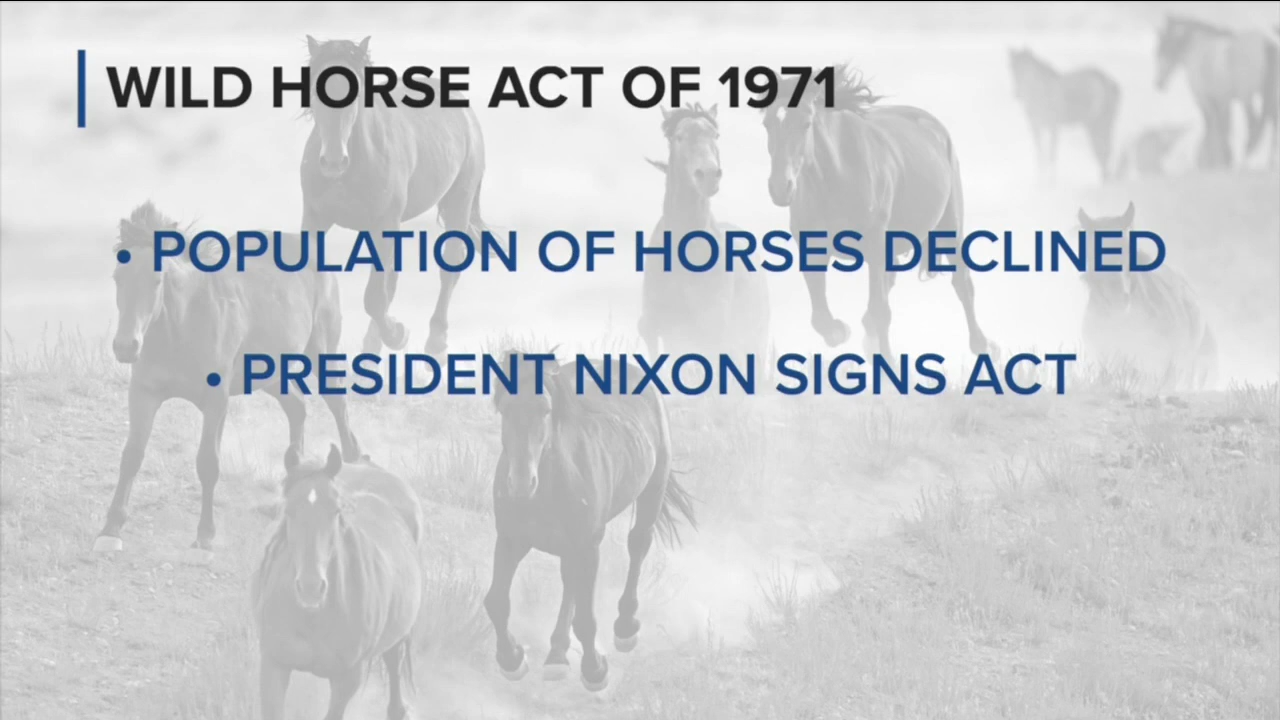 WILD HORSE ACT OF 1971
• POPULATION OF HORSES DECLINED
• PRESIDENT NIXON SIGNS ACT